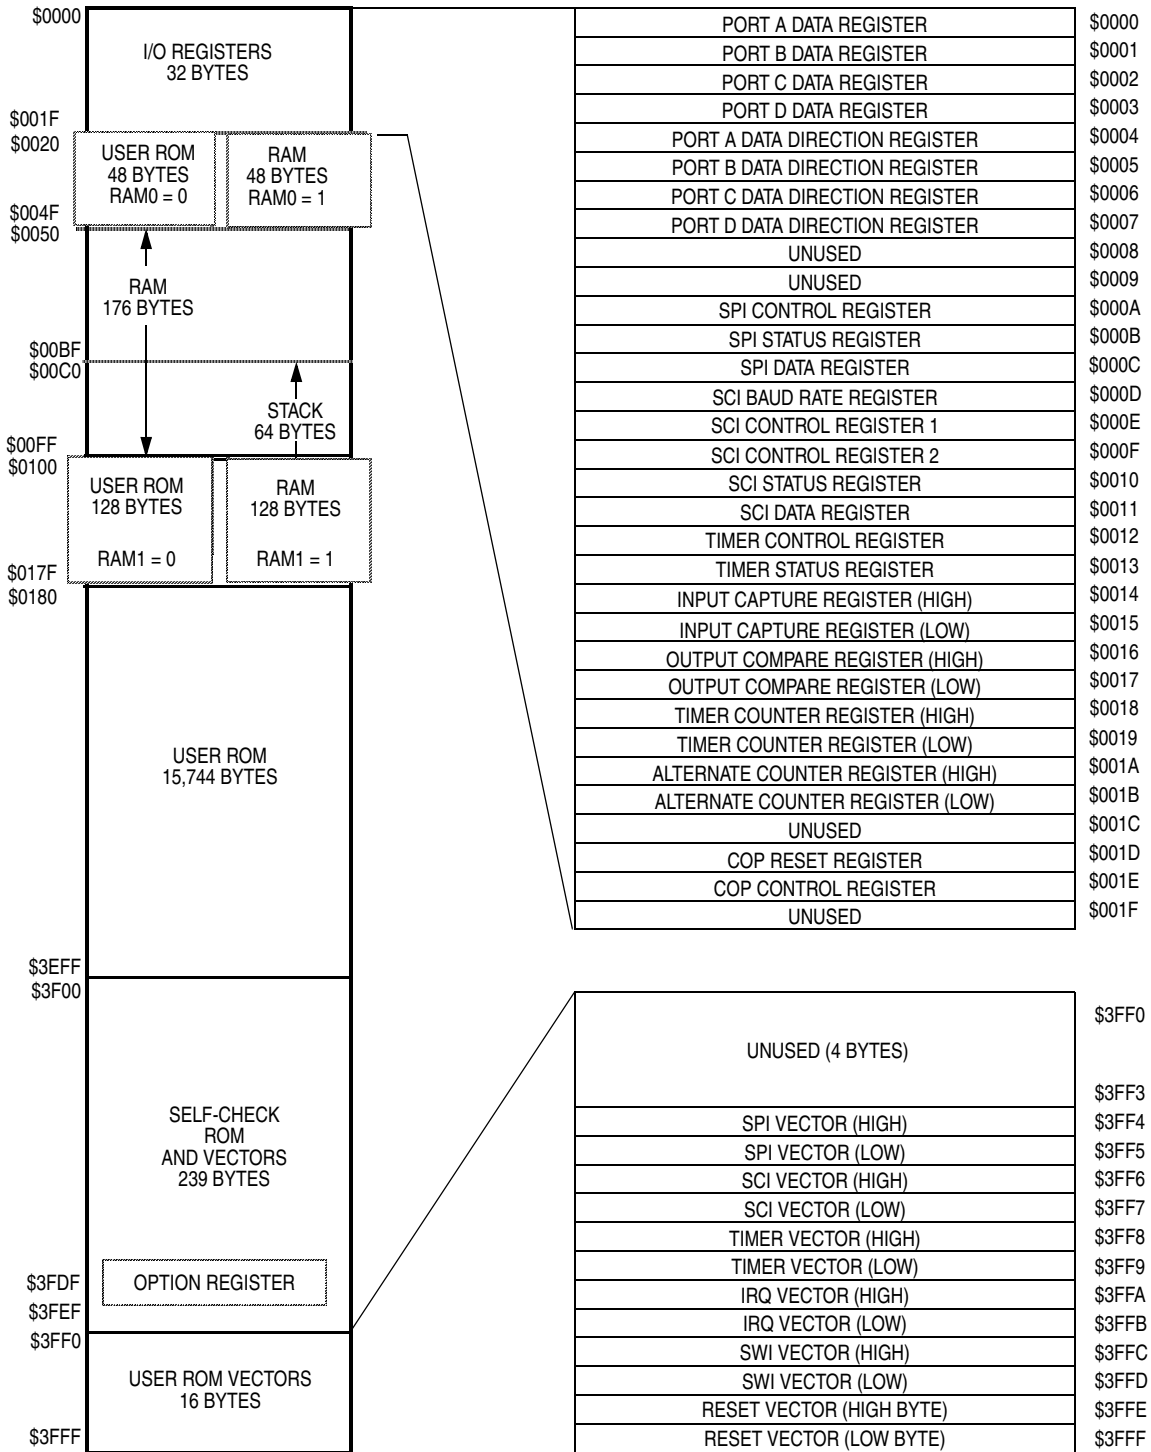 $0000
I/O REGISTERS
32 BYTES
$001F
$0020
USER ROM
48 BYTES
RAM0 = 0
RAM
48 BYTES
RAM0 = 1
$004F
$0050
RAM
176 BYTES
$00BF
$00C0
STACK
64 BYTES
$00FF
$0100
USER ROM
128 BYTES
RAM1 = 0
RAM
128 BYTES
RAM1 = 1
$017F
$0180
USER ROM
15,744 BYTES
$3EFF
$3F00
SELF-CHECK
ROM
AND VECTORS
239 BYTES
OPTION REGISTER
$3FDF
$3FEF
$3FF0
USER ROM VECTORS
16 BYTES
$3FFF
PORT A DATA REGISTER $0000
PORT B DATA REGISTER $0001
PORT C DATA REGISTER $0002
PORT D DATA REGISTER $0003
PORT A DATA DIRECTION REGISTER $0004
PORT B DATA DIRECTION REGISTER $0005
PORT C DATA DIRECTION REGISTER $0006
PORT D DATA DIRECTION REGISTER $0007
UNUSED $0008
UNUSED $0009
SPI CONTROL REGISTER $000A
SPI STATUS REGISTER $000B
SPI DATA REGISTER $000C
SCI BAUD RATE REGISTER $000D
SCI CONTROL REGISTER 1 $000E
SCI CONTROL REGISTER 2 $000F
SCI STATUS REGISTER $0010
SCI DATA REGISTER $0011
TIMER CONTROL REGISTER $0012
TIMER STATUS REGISTER $0013
INPUT CAPTURE REGISTER (HIGH) $0014
INPUT CAPTURE REGISTER (LOW) $0015
OUTPUT COMPARE REGISTER (HIGH) $0016
OUTPUT COMPARE REGISTER (LOW) $0017
TIMER COUNTER REGISTER (HIGH) $0018
TIMER COUNTER REGISTER (LOW) $0019
ALTERNATE COUNTER REGISTER (HIGH) $001A
ALTERNATE COUNTER REGISTER (LOW) $001B
UNUSED $001C
COP RESET REGISTER $001D
COP CONTROL REGISTER $001E
UNUSED $001F
$3FF0
UNUSED (4 BYTES)
$3FF3
SPI VECTOR (HIGH) $3FF4
SPI VECTOR (LOW) $3FF5
SCI VECTOR (HIGH) $3FF6
SCI VECTOR (LOW) $3FF7
TIMER VECTOR (HIGH) $3FF8
TIMER VECTOR (LOW) $3FF9
IRQ VECTOR (HIGH) $3FFA
IRQ VECTOR (LOW) $3FFB
SWI VECTOR (HIGH) $3FFC
SWI VECTOR (LOW) $3FFD
RESET VECTOR (HIGH BYTE) $3FFE
RESET VECTOR (LOW BYTE) $3FFF